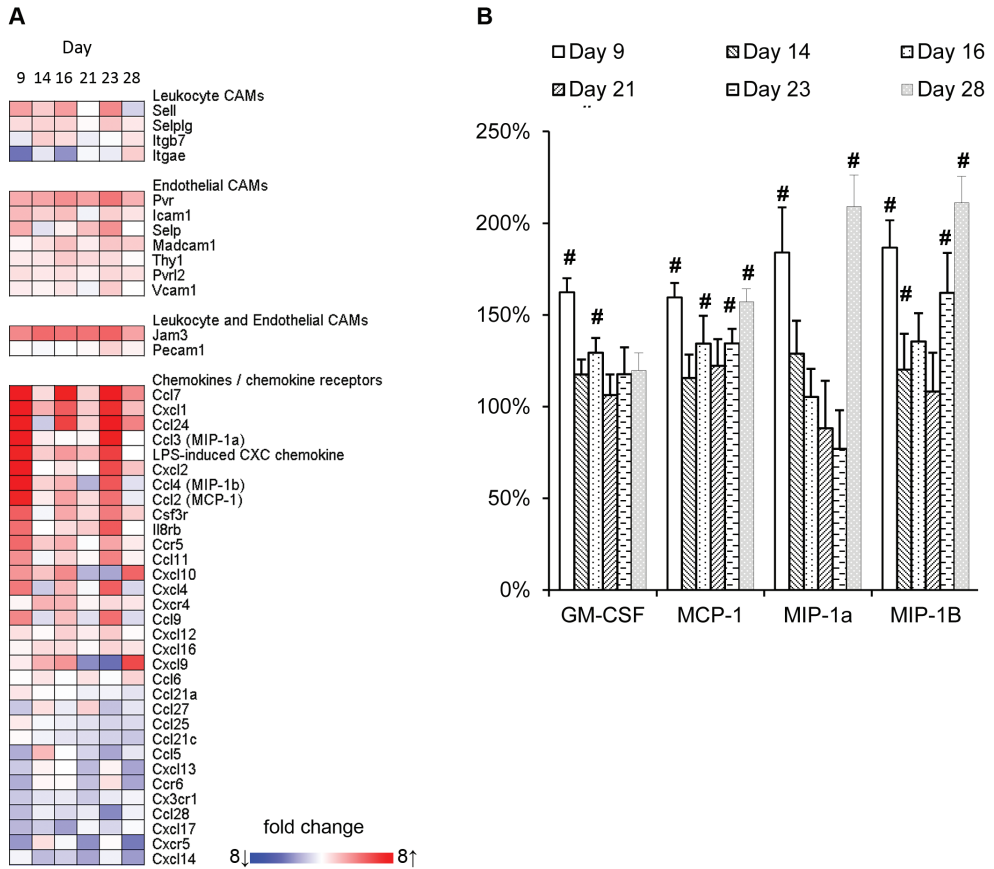 A
Day
9 14 16 21 23 28
Leukocyte CAMs
Sell
Selplg
Itgb7
Itgae
Endothelial CAMs
Pvr
Icam1
Selp
Madcam1
Thy1
Pvrl2
Vcam1
Leukocyte and Endothelial CAMs
Jam3
Pecam1
Chemokines / chemokine receptors
Ccl7
Cxcl1
Ccl24
Ccl3 (MIP-1a)
LPS-induced CXC chemokine
Cxcl2
Ccl4 (MIP-1b)
Ccl2 (MCP-1)
Csf3r
Il8rb
Ccr5
Ccl11
Cxcl10
Cxcl4
Cxcr4
Ccl9
Cxcl12
Cxcl16
Cxcl9
Ccl6
Ccl21a
Ccl27
Ccl25
Ccl21c
Ccl5
Cxcl13
Ccr6
Cx3cr1
Ccl28
Cxcl17
Cxcr5
Cxcl14
fold change
8↓ 8↑
B
Day 9 Day 14 Day 16
Day 21 Day 23 Day 28
250%
200%
150%
100%
50%
0%
# # # # # # # # # # # #
GM-CSF MCP-1 MIP-1a MIP-1B